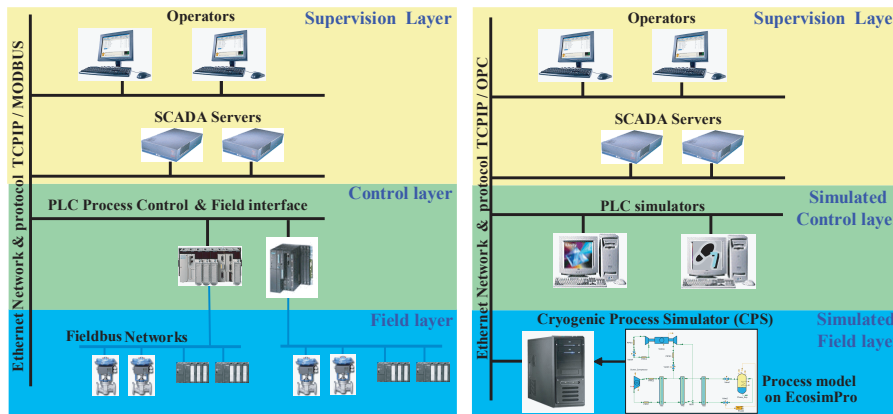 Operators
Supervision Layer
SCADA Servers
Ethernet Network & protocol TCPIP / MODBUS
Control layer
PLC Process Control & Field interface
Field layer
Fieldbus Networks
Operators
Supervision Laye
SCADA Servers
Ethernet Network & protocol TCPIP / OPC
Simulated
Control laye
PLC simulators
Cryogenic Process Simulator (CPS)
Simulated
Field laye
Process model
on EcosimPro